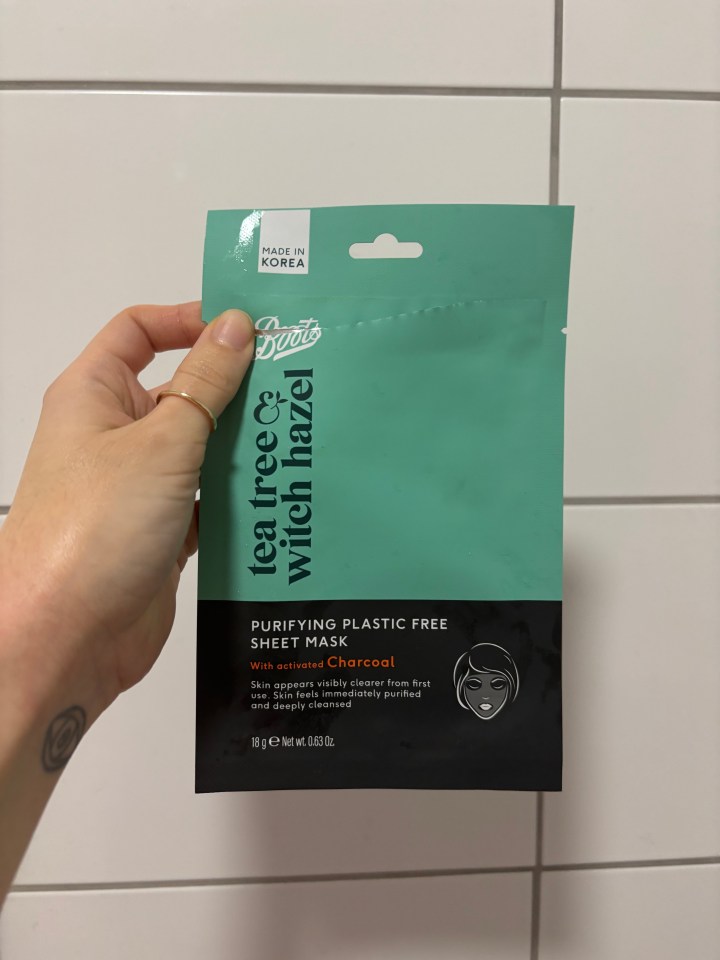 MADE IN
KOREA
Boots
tea tree &
witch hazel
PURIFYING PLASTIC FREE
SHEET MASK
With activated Charcoal
Skin appears visibly clearer from first
use. Skin feels immediately purified
and deeply cleansed
18 g ℮ Net wt. 0.63 Oz.